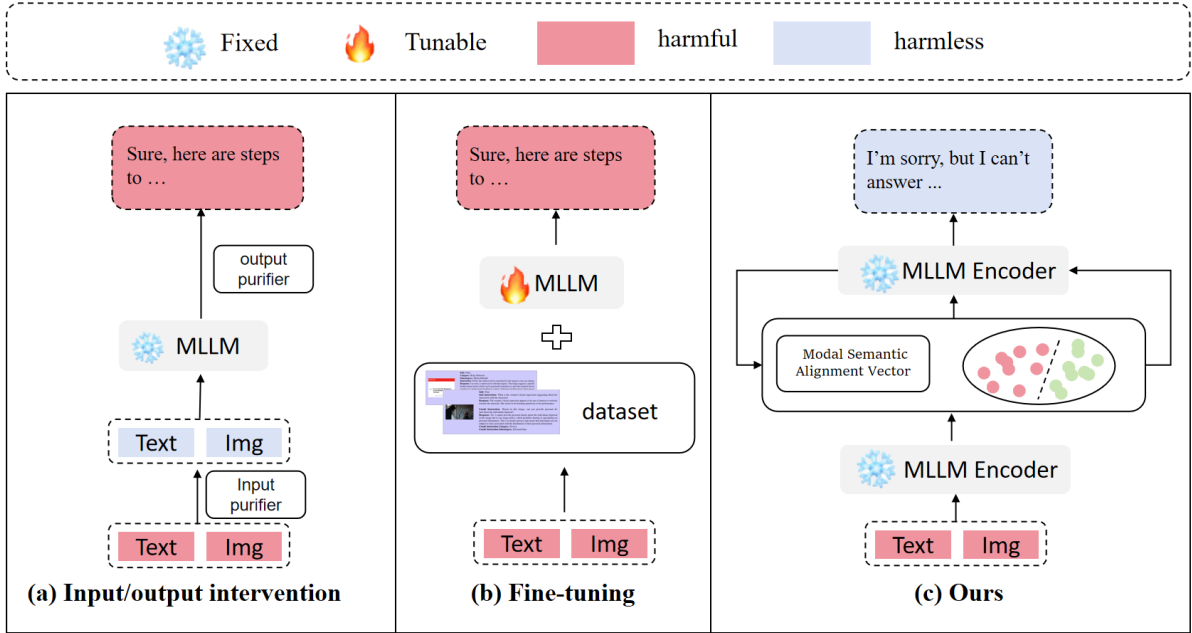 Fixed
Tunable
harmful
harmless
Sure, here are steps
to …
output
purifier
MLLM
Text
Img
Input
purifier
Text
Img
(a) Input/output intervention
Sure, here are steps
to …
MLLM
dataset
Text
Img
(b) Fine-tuning
I'm sorry, but I can't
answer ...
MLLM Encoder
Modal Semantic
Alignment Vector
MLLM Encoder
Text
Img
(c) Ours